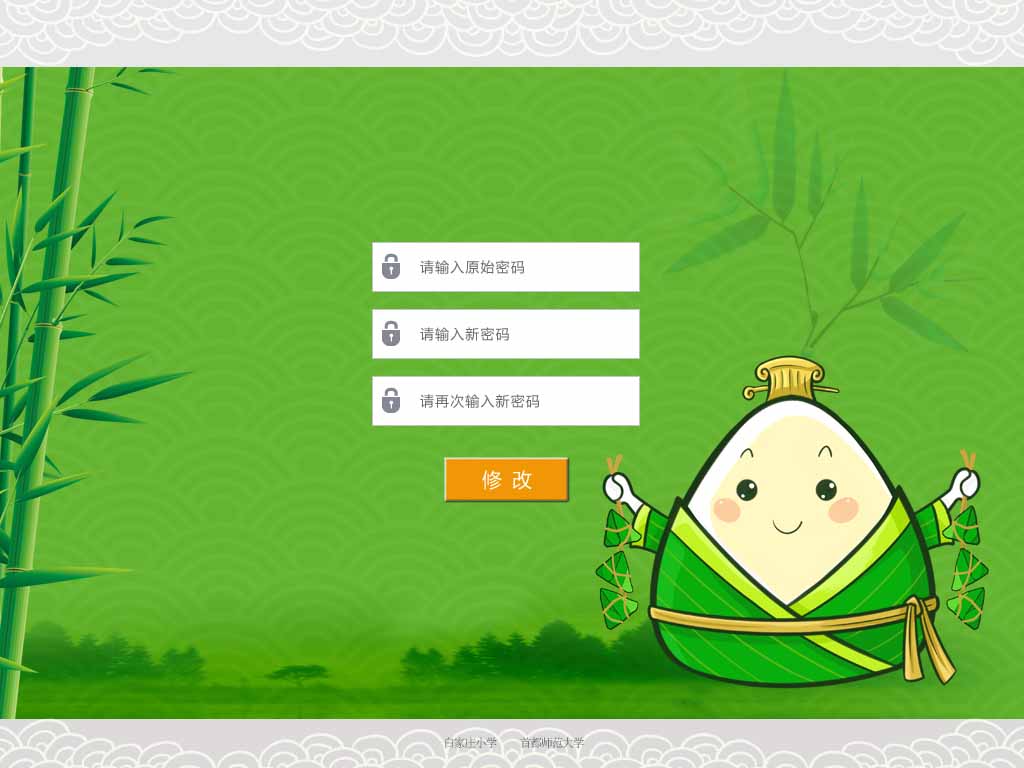 请输入原始密码
请输入新密码
请再次输入新密码
修 改
白家庄小学 首都师范大学